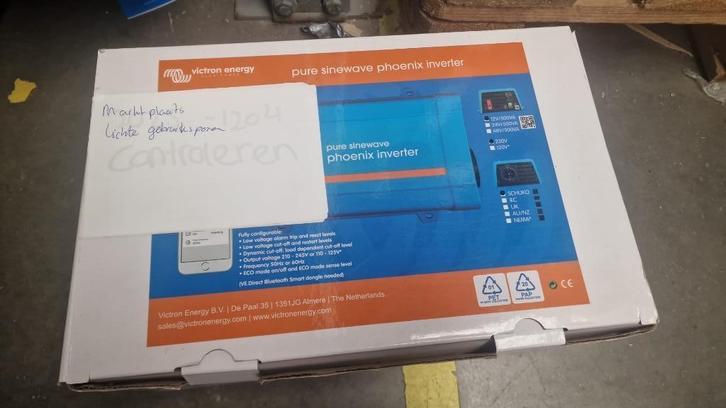 victron energy
pure sinewave phoenix inverter
Marktplaats
Lichte gebruikssporen
-1204
Controleren
pure sinewave
phoenix inverter
12V/500VA
24V/500VA
48V/500VA
230V
120V*
SCHUKO
IEC
UK
AU/NZ
NEMA*
Fully configurable:
• Low voltage alarm trip and reset levels
• Low voltage cut-off and restart levels
• Dynamic cut-off: load dependent cut-off level
• Output voltage 210 - 245V or 110 - 125V*
• Frequency 50Hz or 60Hz
• ECO mode on/off and ECO mode sense level
(VE.Direct Bluetooth Smart dongle needed)
01
PET
20
PAP
CE
Victron Energy B.V. | De Paal 35 | 1351JG Almere | The Netherlands
sales@victronenergy.com | www.victronenergy.com